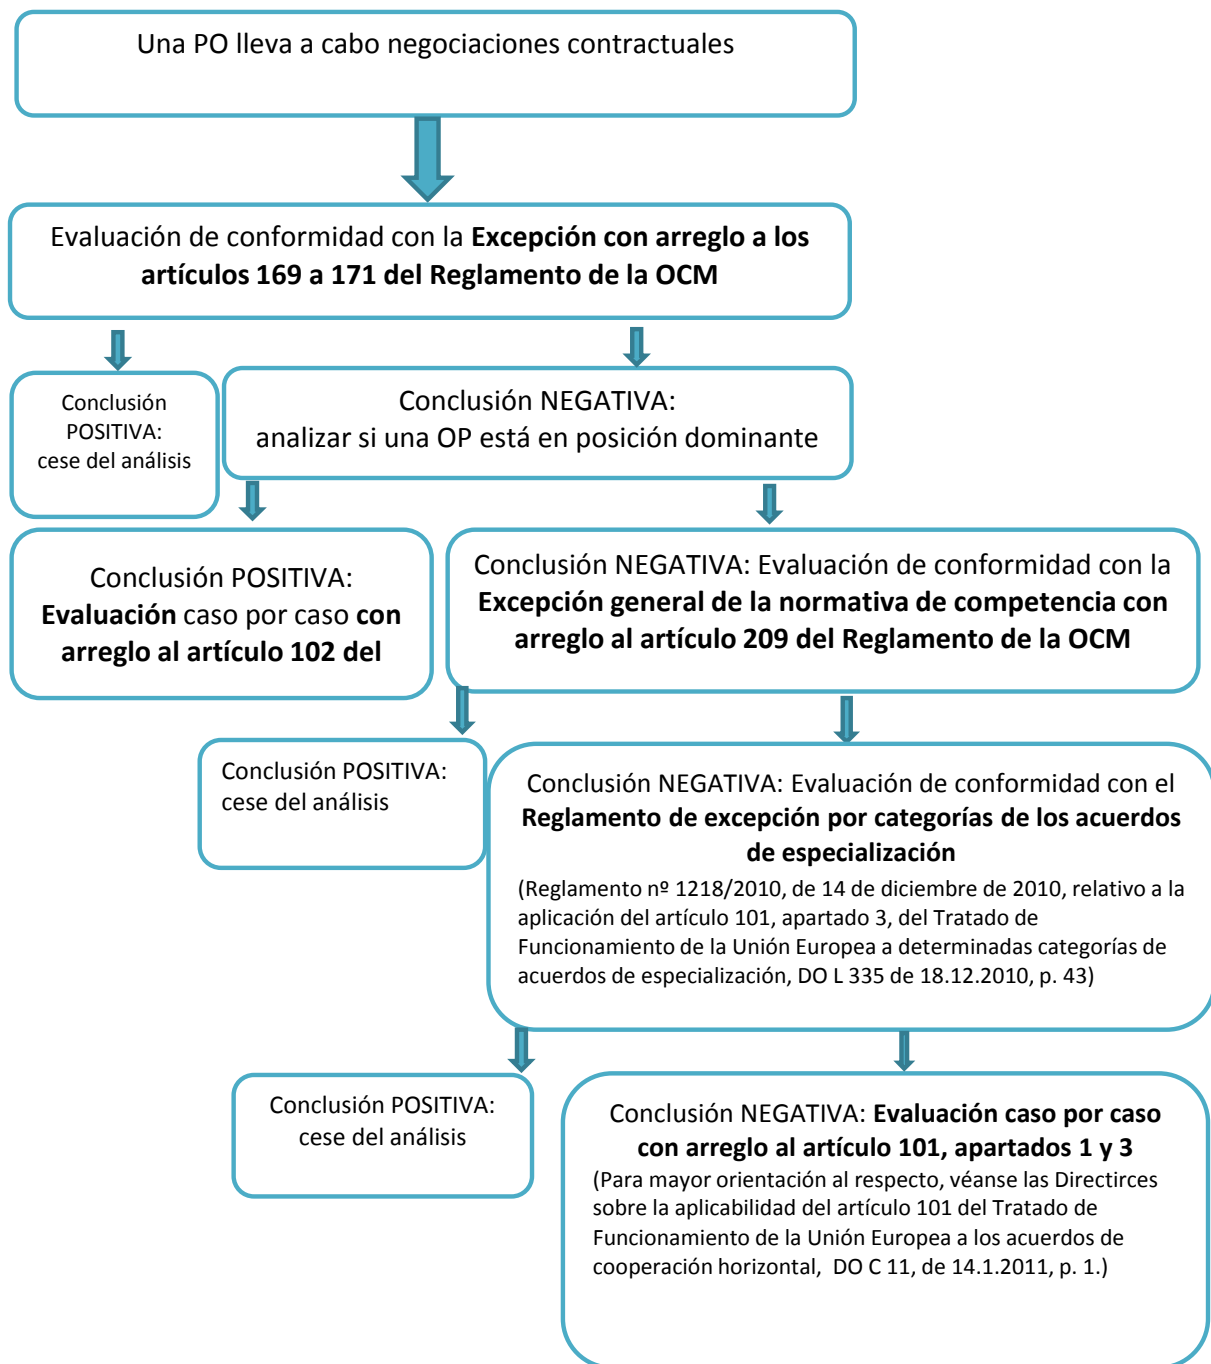 Una PO lleva a cabo negociaciones contractuales
Evaluación de conformidad con la Excepción con arreglo a los
artículos 169 a 171 del Reglamento de la OCM
Conclusión
POSITIVA:
cese del análisis
Conclusión NEGATIVA:
analizar si una OP está en posición dominante
Conclusión POSITIVA:
Evaluación caso por caso con
arreglo al artículo 102 del
Conclusión NEGATIVA: Evaluación de conformidad con la
Excepción general de la normativa de competencia con
arreglo al artículo 209 del Reglamento de la OCM
Conclusión POSITIVA:
cese del análisis
Conclusión NEGATIVA: Evaluación de conformidad con el
Reglamento de excepción por categorías de los acuerdos
de especialización
(Reglamento nº 1218/2010, de 14 de diciembre de 2010, relativo a la
aplicación del artículo 101, apartado 3, del Tratado de
Funcionamiento de la Unión Europea a determinadas categorías de
acuerdos de especialización, DO L 335 de 18.12.2010, p. 43)
Conclusión POSITIVA:
cese del análisis
Conclusión NEGATIVA: Evaluación caso por caso
con arreglo al artículo 101, apartados 1 y 3
(Para mayor orientación al respecto, véanse las Directirces
sobre la aplicabilidad del artículo 101 del Tratado de
Funcionamiento de la Unión Europea a los acuerdos de
cooperación horizontal, DO C 11, de 14.1.2011, p. 1.)